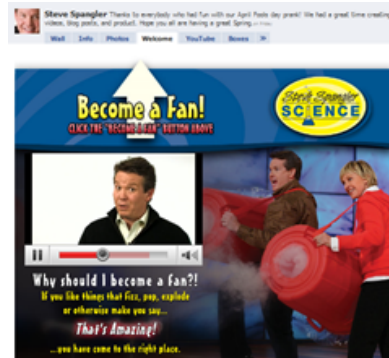 Steve Spangler Thanks to everybody who had fun with our April Fools day prank! We had a great time creating
videos, blog posts, and product. Hope you all are having a great Spring.
Wall Info Photos Welcome YouTube Boxes »
Become a Fan!
CLICK THE "BECOME A FAN" BUTTON ABOVE
Steve Spangler
SCIENCE
Why should I become a fan?!
If you like things that fizz, pop, explode
or otherwise make you say...
That's Amazing!
...you have come to the right place.